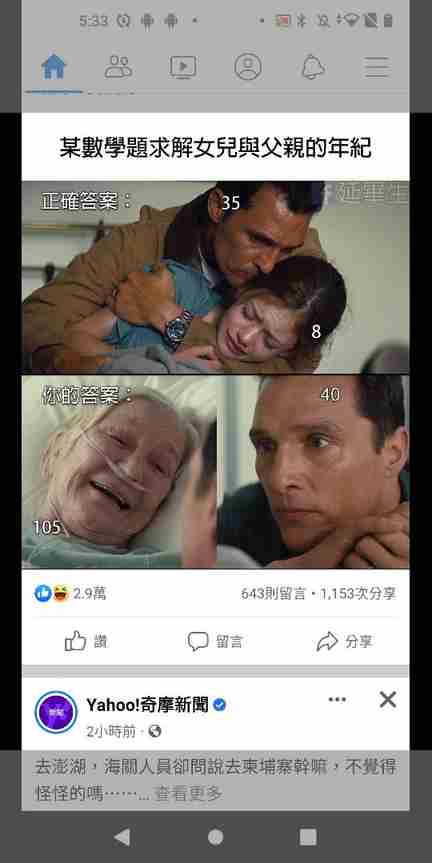 5:33
某數學題求解女兒與父親的年紀
正確答案：
35
延畢生
8
你的答案：
40
105
2.9萬
643則留言・1,153次分享
讚
留言
分享
Yahoo!奇摩新聞
2小時前
去澎湖，海關人員卻問說去柬埔寨幹嘛，不覺得
怪怪的嗎⋯⋯... 查看更多